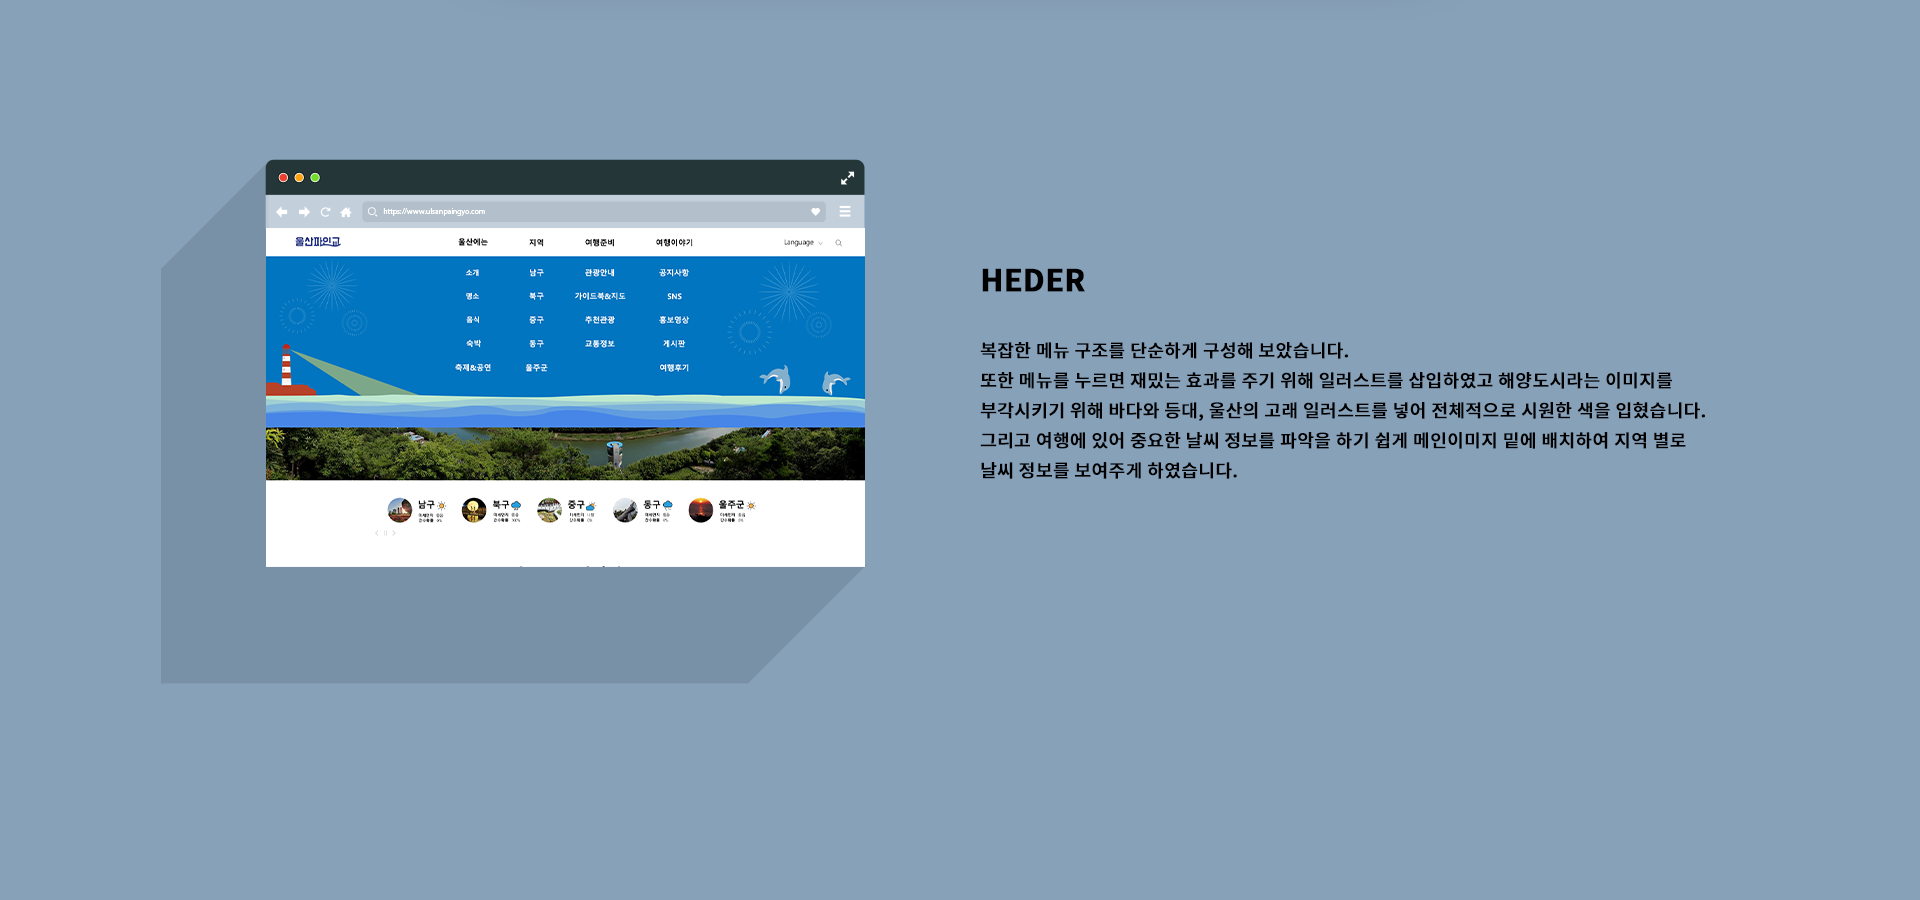 https://www.ulsanpaingyo.com
울산파인교 울산에는 지역 여행준비 여행이야기 Language
소개 남구 관광안내 공지사항
명소 북구 가이드북&지도 SNS
음식 중구 추천관광 홍보영상
숙박 동구 교통정보 게시판
축제&공연 울주군 여행후기
남구 북구 중구 동구 울주군
HEDER
복잡한 메뉴 구조를 단순하게 구성해 보았습니다.
또한 메뉴를 누르면 재밌는 효과를 주기 위해 일러스트를 삽입하였고 해양도시라는 이미지를
부각시키기 위해 바다와 등대, 울산의 고래 일러스트를 넣어 전체적으로 시원한 색을 입혔습니다.
그리고 여행에 있어 중요한 날씨 정보를 파악을 하기 쉽게 메인이미지 밑에 배치하여 지역 별로
날씨 정보를 보여주게 하였습니다.